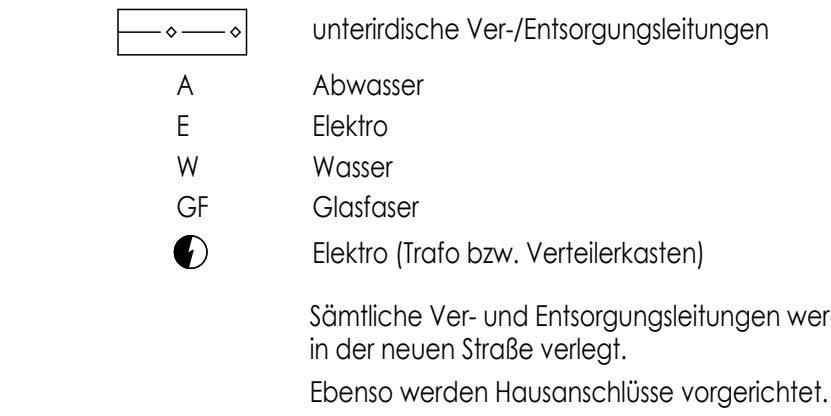 unterirdische Ver-/Entsorgungsleitungen
A Abwasser
E Elektro
W Wasser
GF Glasfaser
Elektro (Trafo bzw. Verteilerkasten)
Sämtliche Ver- und Entsorgungsleitungen wer
in der neuen Straße verlegt.
Ebenso werden Hausanschlüsse vorgerichtet.